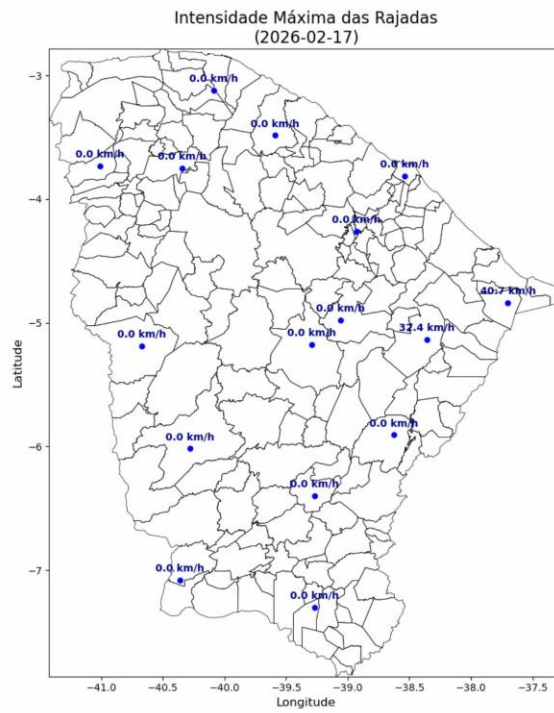 Intensidade Máxima das Rajadas
(2026-02-17)
−3
0.0 km/h
0.0 km/h
0.0 km/h
0.0 km/h
0.0 km/h
−4
0.0 km/h
40.7 km/h
0.0 km/h
−5
0.0 km/h
0.0 km/h
32.4 km/h
Latitude
0.0 km/h
0.0 km/h
−6
0.0 km/h
−7
0.0 km/h
0.0 km/h
−41.0
−40.5
−40.0
−39.5
−39.0
−38.5
−38.0
−37.5
Longitude